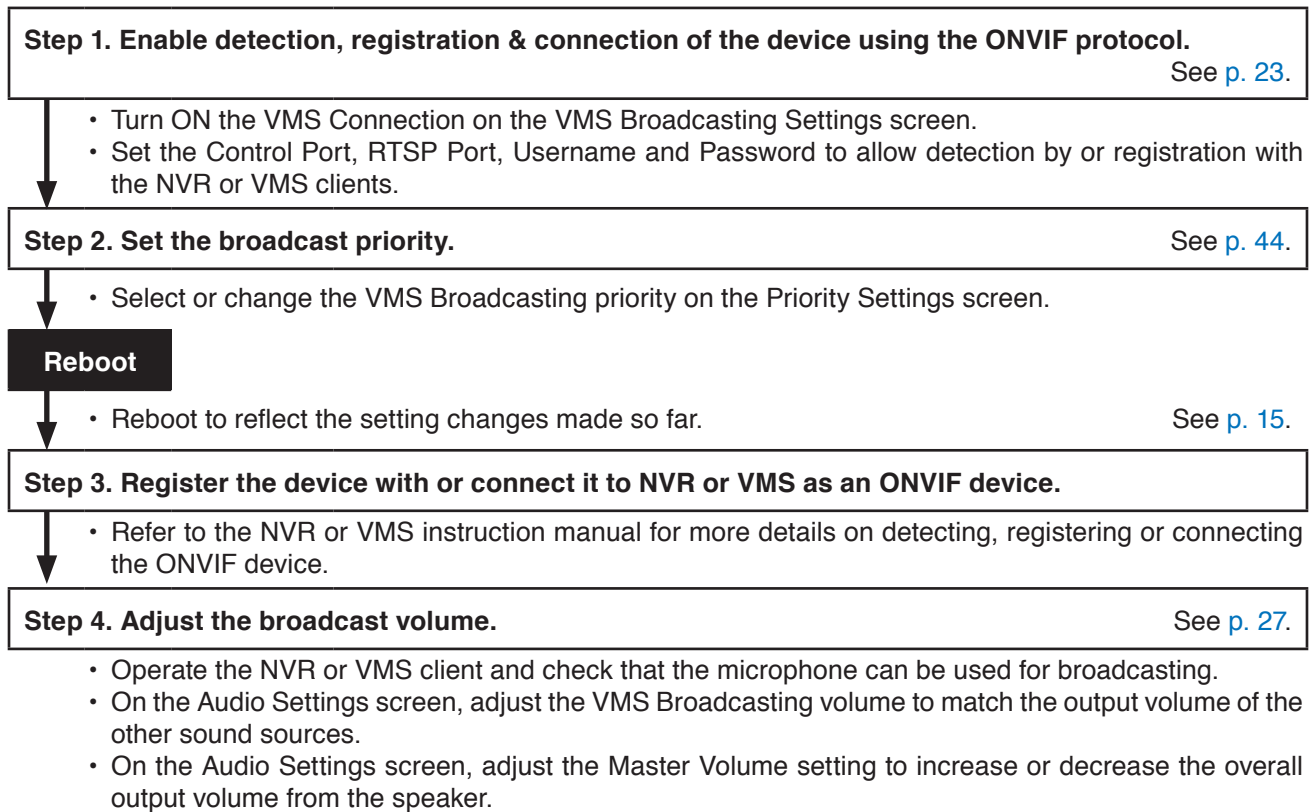 Step 1. Enable detection, registration & connection of the device using the ONVIF protocol.
See p. 23.
• Turn ON the VMS Connection on the VMS Broadcasting Settings screen.
• Set the Control Port, RTSP Port, Username and Password to allow detection by or registration with
the NVR or VMS clients.
Step 2. Set the broadcast priority. See p. 44.
• Select or change the VMS Broadcasting priority on the Priority Settings screen.
Reboot
• Reboot to reflect the setting changes made so far. See p. 15.
Step 3. Register the device with or connect it to NVR or VMS as an ONVIF device.
• Refer to the NVR or VMS instruction manual for more details on detecting, registering or connecting
the ONVIF device.
Step 4. Adjust the broadcast volume. See p. 27.
• Operate the NVR or VMS client and check that the microphone can be used for broadcasting.
• On the Audio Settings screen, adjust the VMS Broadcasting volume to match the output volume of the
other sound sources.
• On the Audio Settings screen, adjust the Master Volume setting to increase or decrease the overall
output volume from the speaker.